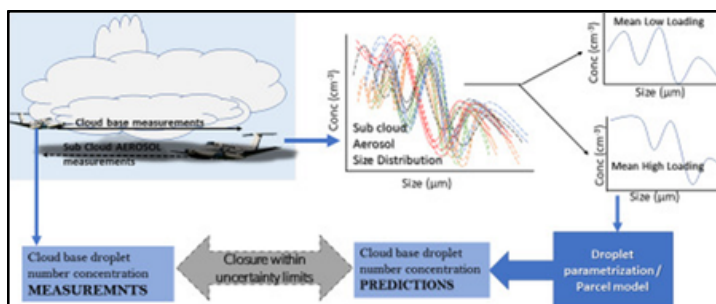 Cloud base measurements
Sub Cloud AEROSOL
measurements
Conc (cm-³)
Sub cloud
Aerosol
Size Distribution
Size (μm)
Mean Low Loading
Conc (cm-³)
Size (μm)
Conc (cm-³)
Mean High Loading
Size (μm)
Cloud base droplet
number concentration
MEASUREMNTS
Closure within
uncertainty limits
Cloud base droplet
number concentration
PREDICTIONS
Droplet
parametrization /
Parcel model